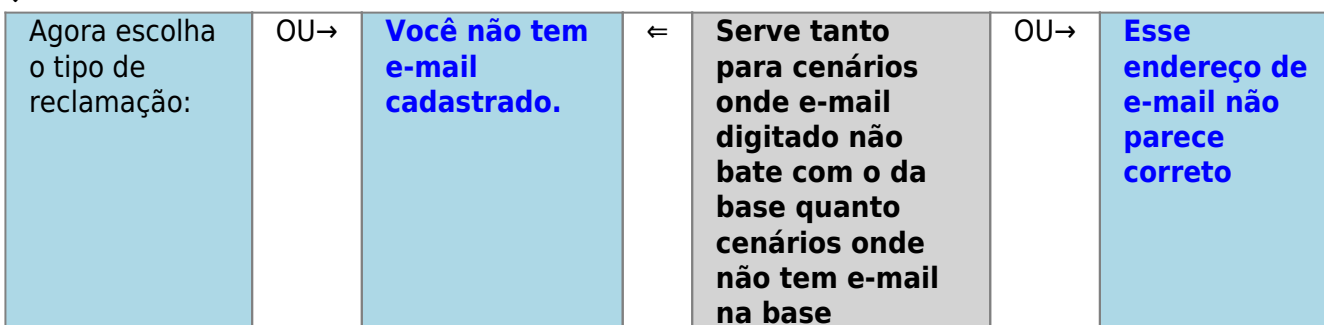 Agora escolha
o tipo de
reclamação:
OU→
Você não tem
e-mail
cadastrado.
⇐
Serve tanto
para cenários
onde e-mail
digitado não
bate com o da
base quanto
cenários onde
não tem e-mail
na base
OU→
Esse
endereço de
e-mail não
parece
correto